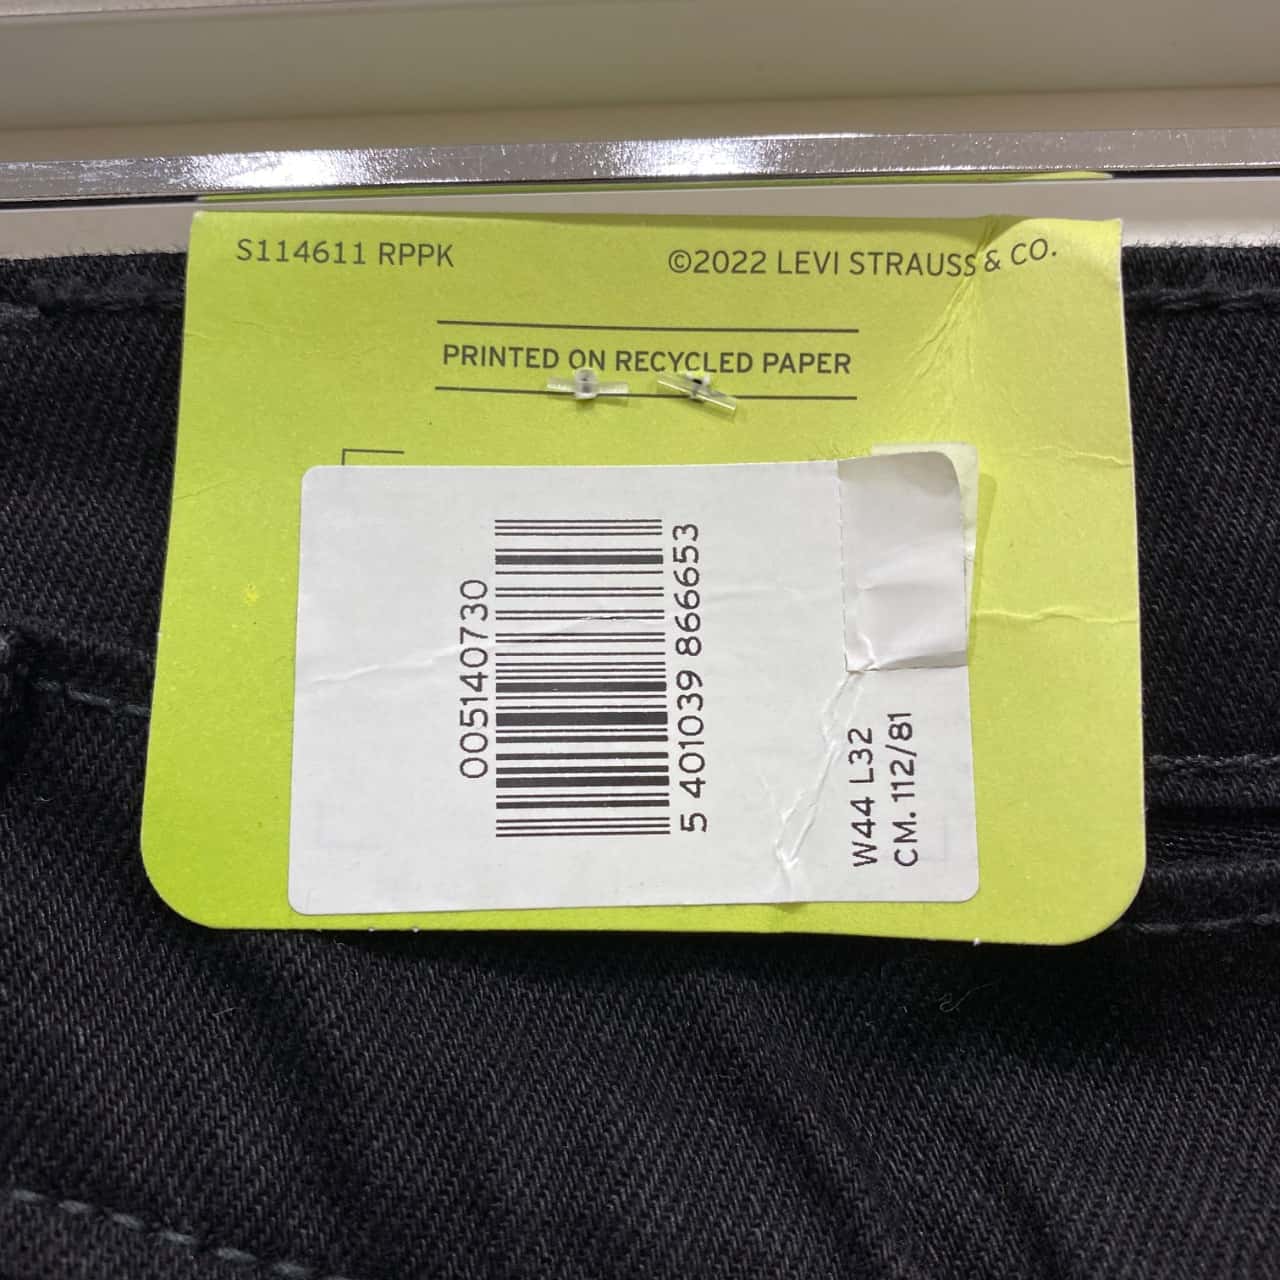 S114611 RPPK
©2022 LEVI STRAUSS & CO.
PRINTED ON RECYCLED PAPER
005140730
5 401039 866653
W44 L32
CM. 112/81